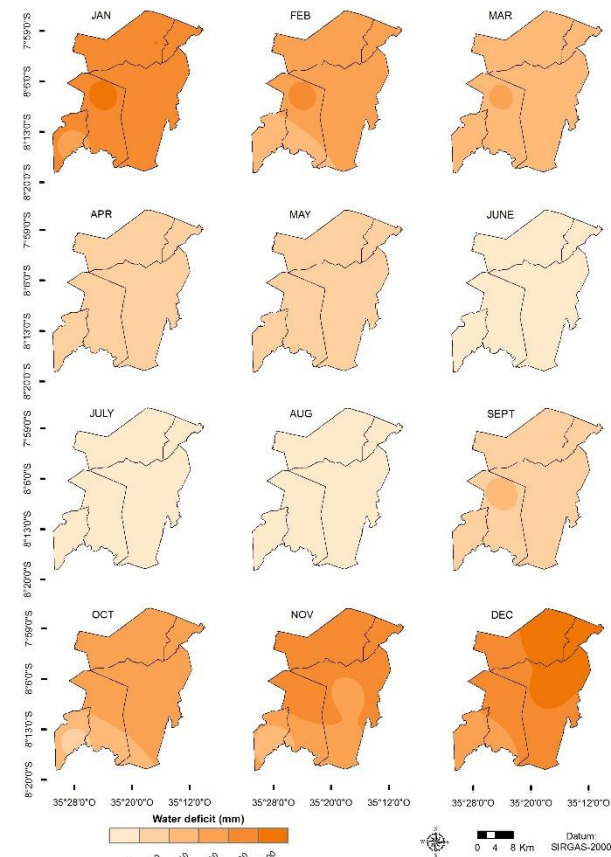 JAN FEB MAR
7°59'0"S
8°6'0"S
8°13'0"S
8°20'0"S
APR MAY JUNE
7°59'0"S
8°6'0"S
8°13'0"S
8°20'0"S
JULY AUG SEPT
7°59'0"S
8°6'0"S
8°13'0"S
8°20'0"S
OCT NOV DEC
7°59'0"S
8°6'0"S
8°13'0"S
8°20'0"S
35°28'0"O 35°20'0"O 35°12'0"O 35°28'0"O 35°20'0"O 35°12'0"O 35°28'0"O 35°20'0"O 35°12'0"O
Water deficit (mm)
0 4 8 Km
Datum:
SIRGAS-2000